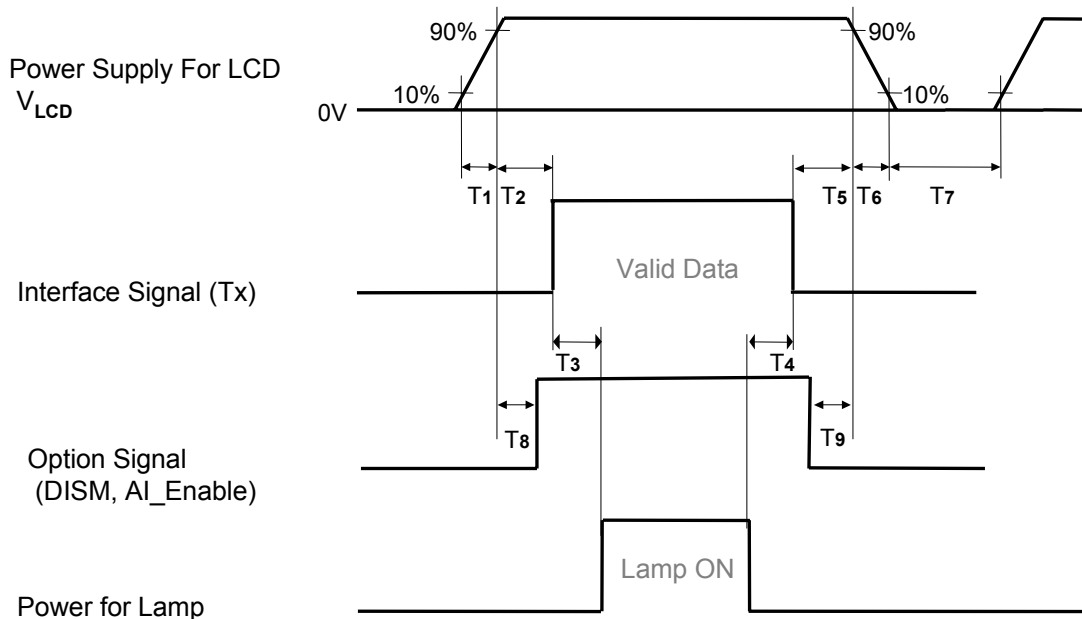 90%
90%
Power Supply For LCD
VLCD
10%
10%
0V
T1
T2
T5
T6
T7
Valid Data
Interface Signal (Tx)
T3
T4
T8
T9
Option Signal
(DISM, AI_Enable)
Lamp ON
Power for Lamp